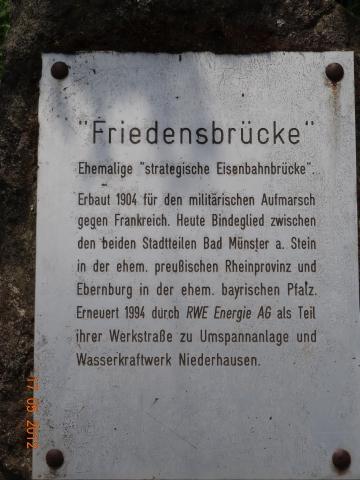 "Friedensbrücke"
Ehemalige "strategische Eisenbahnbrücke".
Erbaut 1904 für den militärischen Aufmarsch
gegen Frankreich. Heute Bindeglied zwischen
den beiden Stadtteilen Bad Münster a. Stein
in der ehem. preußischen Rheinprovinz und
Ebernburg in der ehem. bayrischen Pfalz.
Erneuert 1994 durch RWE Energie AG als Teil
ihrer Werkstraße zu Umspannanlage und
Wasserkraftwerk Niederhausen.
17 05 2012